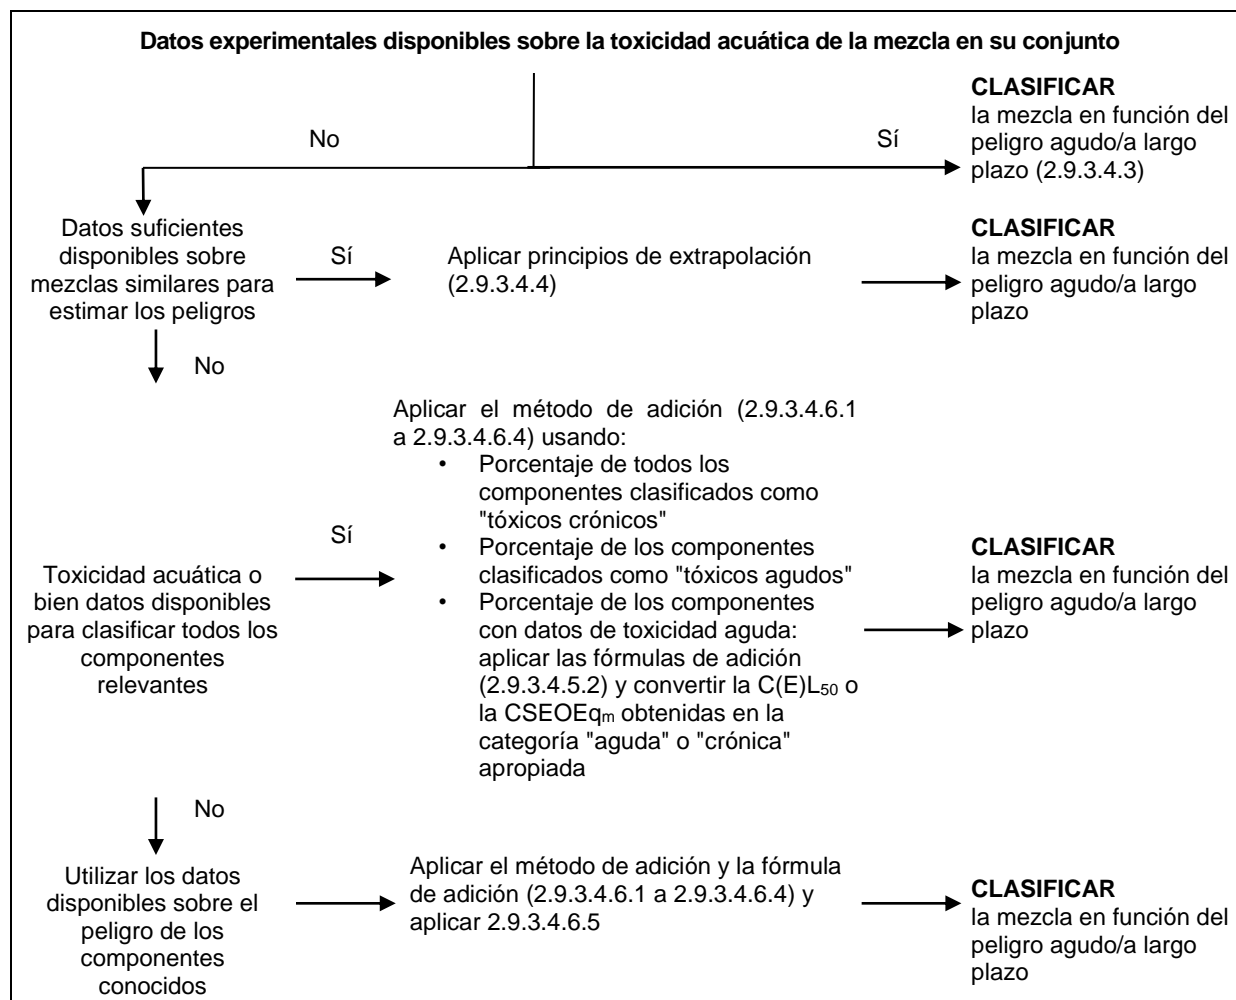 Datos experimentales disponibles sobre la toxicidad acuática de la mezcla en su conjunto
No
Sí
CLASIFICAR
la mezcla en función del
peligro agudo/a largo
plazo (2.9.3.4.3)
Datos suficientes
disponibles sobre
mezclas similares para
estimar los peligros
Sí
Aplicar principios de extrapolación
(2.9.3.4.4)
CLASIFICAR
la mezcla en función del
peligro agudo/a largo
plazo
No
Toxicidad acuática o
bien datos disponibles
para clasificar todos los
componentes
relevantes
Sí
Aplicar el método de adición (2.9.3.4.6.1
a 2.9.3.4.6.4) usando:
• Porcentaje de todos los
componentes clasificados como
"tóxicos crónicos"
• Porcentaje de los componentes
clasificados como "tóxicos agudos"
• Porcentaje de los componentes
con datos de toxicidad aguda:
aplicar las fórmulas de adición
(2.9.3.4.5.2) y convertir la C(E)L₅₀ o
la CSEOEqₘ obtenidas en la
categoría "aguda" o "crónica"
apropiada
CLASIFICAR
la mezcla en función del
peligro agudo/a largo
plazo
No
Utilizar los datos
disponibles sobre el
peligro de los
componentes
conocidos
Aplicar el método de adición y la fórmula
de adición (2.9.3.4.6.1 a 2.9.3.4.6.4) y
aplicar 2.9.3.4.6.5
CLASIFICAR
la mezcla en función del
peligro agudo/a largo
plazo